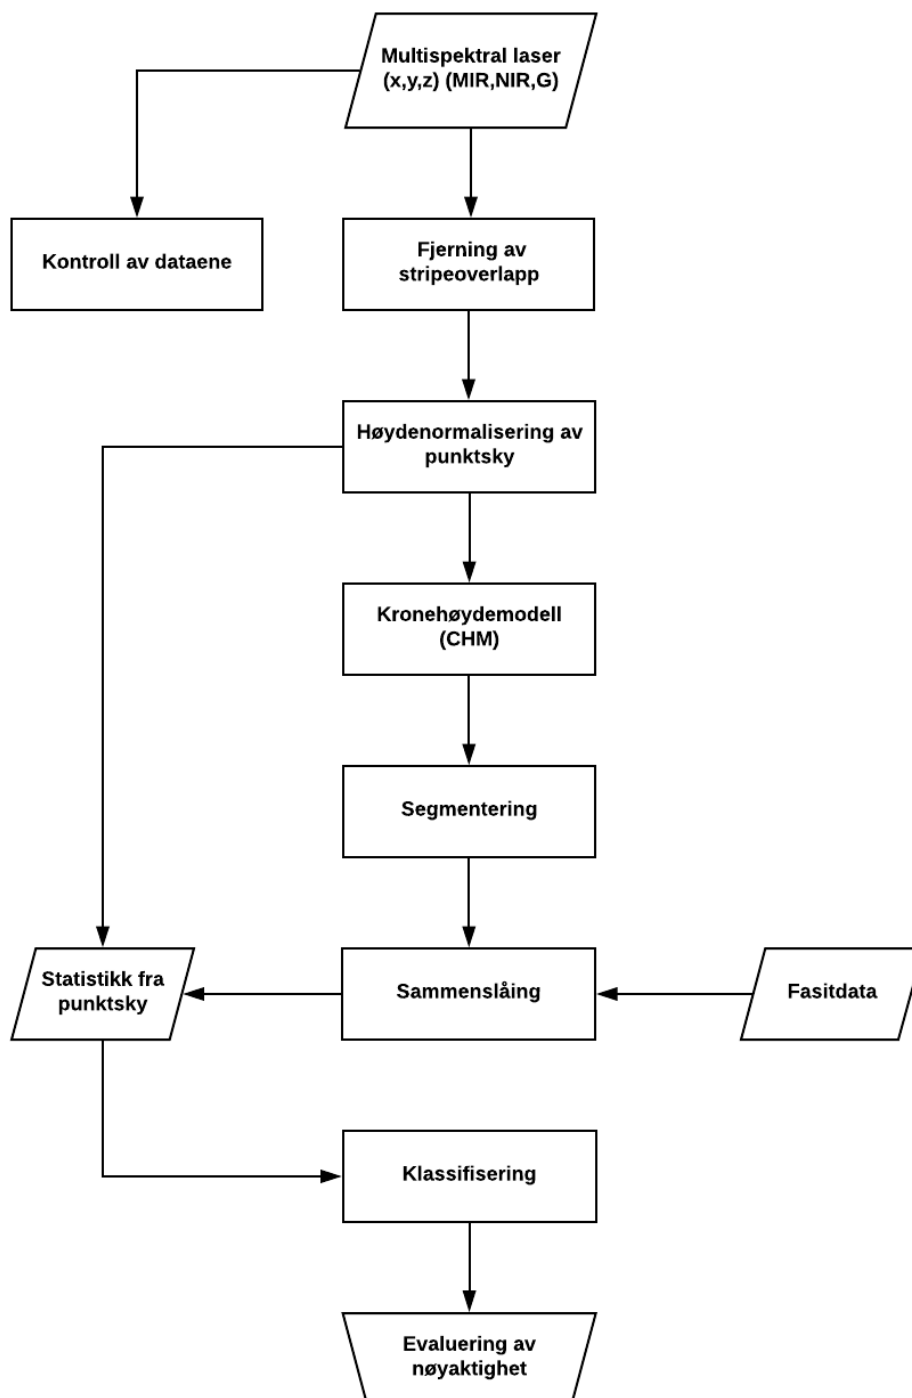 Multispektral laser
(x,y,z) (MIR,NIR,G)
Kontroll av dataene
Fjerning av
stripeoverlapp
Høydenormalisering av
punktsky
Kronehøydemodell
(CHM)
Segmentering
Statistikk fra
punktsky
Sammenslåing
Fasitdata
Klassifisering
Evaluering av
nøyaktighet